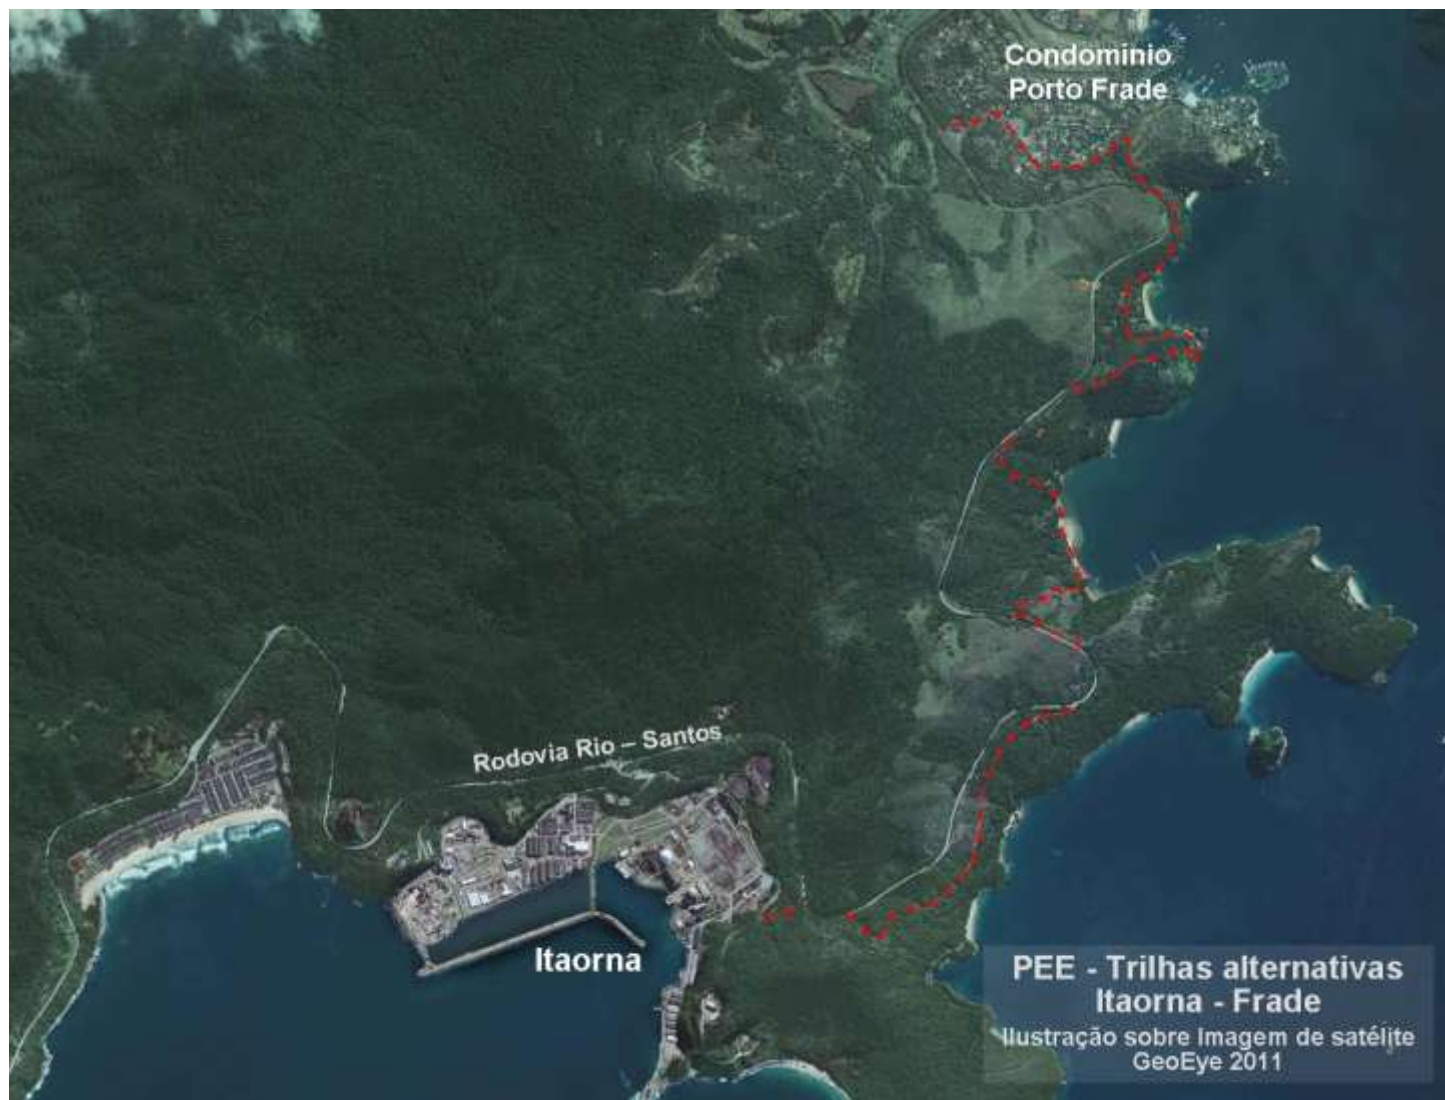 Condominio
Porto Frade
Rodovia Rio – Santos
Itaorna
PEE - Trilhas alternativas
Itaorna - Frade
Ilustração sobre Imagem de satélite
GeoEye 2011